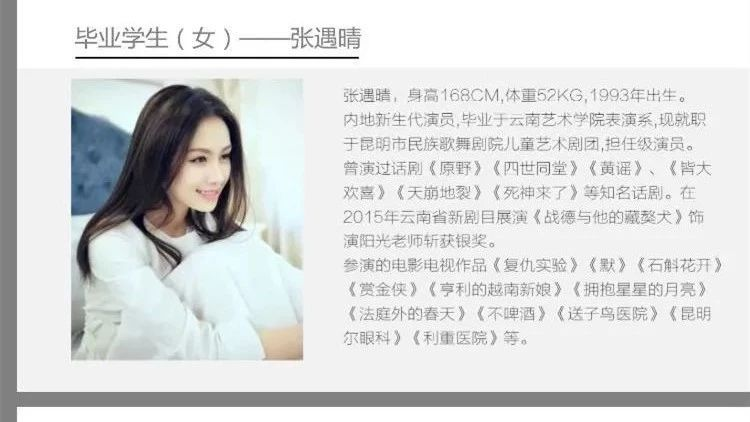 毕业学生（女）——张遇晴
张遇晴，身高168CM,体重52KG,1993年出生。
内地新生代演员,毕业于云南艺术学院表演系,现就职
于昆明市民族歌舞剧院儿童艺术剧团,担任级演员。
曾演过话剧《原野》《四世同堂》《黄谣》、《皆大
欢喜》《天崩地裂》《死神来了》等知名话剧。在
2015年云南省新剧目展演《战德与他的藏獒犬》饰
演阳光老师斩获银奖。
参演的电影电视作品《复仇实验》《默》《石斛花开》
《赏金侠》《亨利的越南新娘》《拥抱星星的月亮》
《法庭外的春天》《不啤酒》《送子鸟医院》《昆明
尔眼科》《利重医院》等。